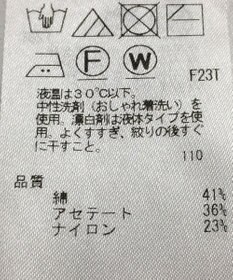 F W
F23T
液温は30℃以下。
中性洗剤（おしゃれ着洗い）を
使用。漂白剤は液体タイプを使
用。よくすすぎ、絞りの後すぐ
に干すこと。
110
品質
綿 41%
アセテート 36%
ナイロン 23%